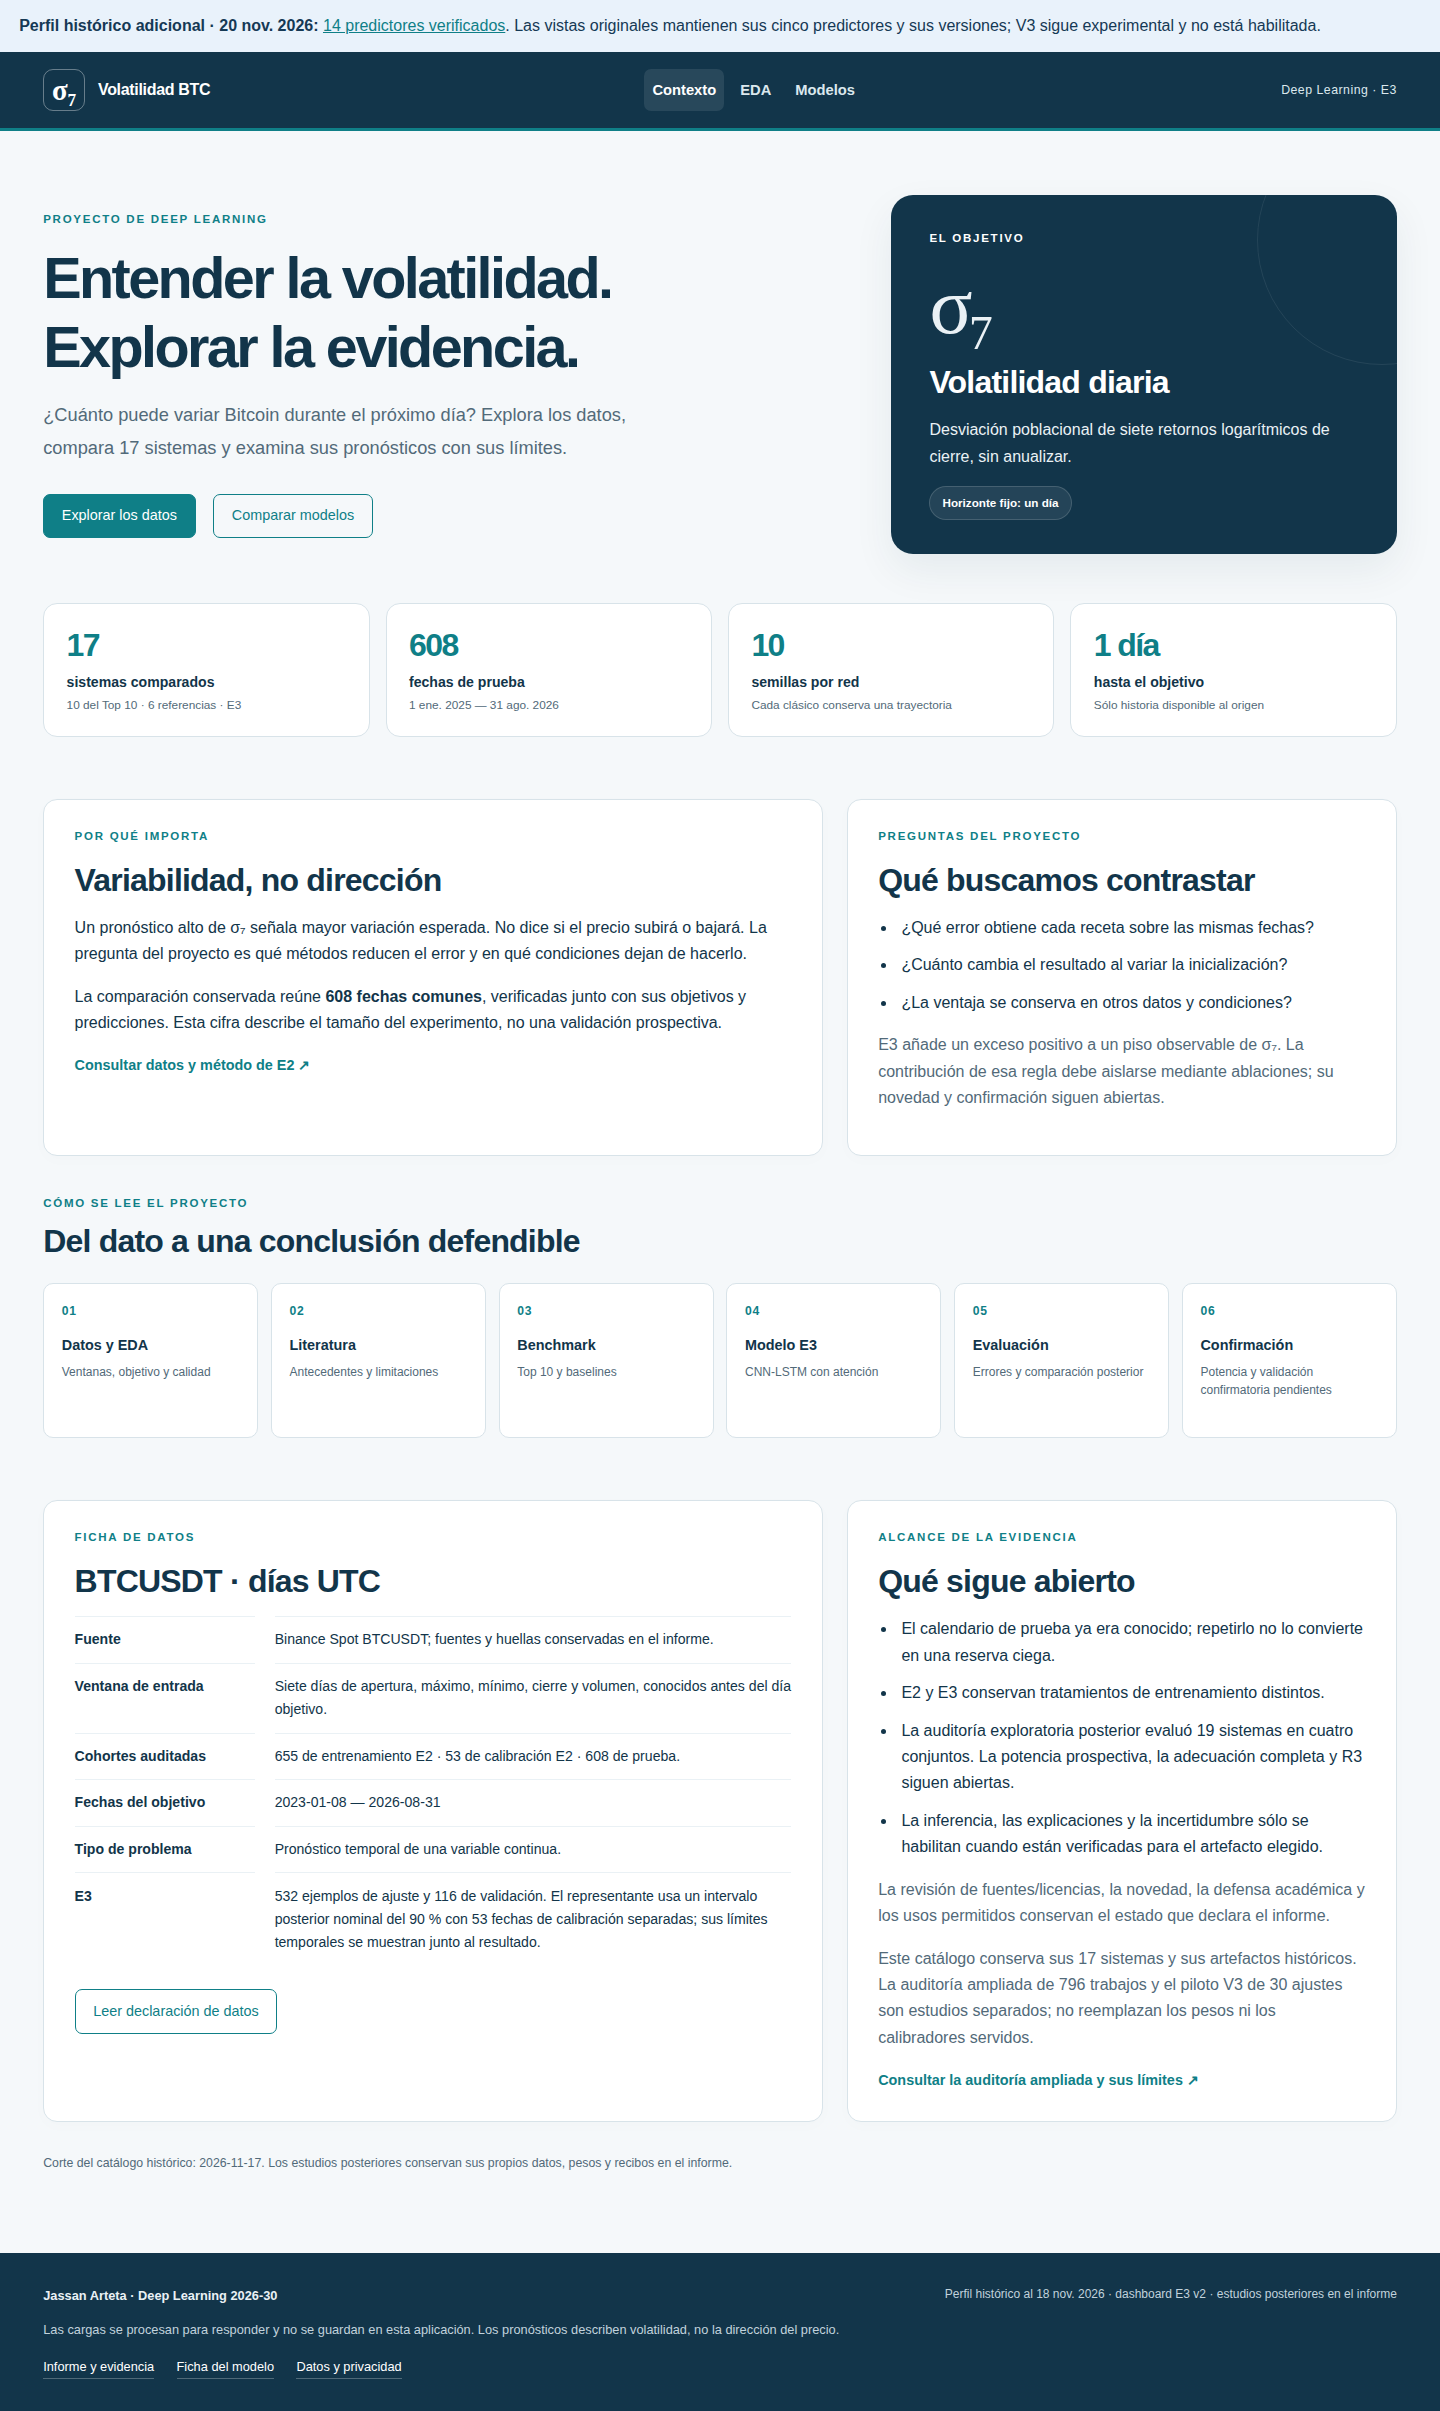 Perfil histórico adicional · 20 nov. 2026: 14 predictores verificados. Las vistas originales mantienen sus cinco predictores y sus versiones; V3 sigue experimental y no está habilitada.
σ7
Volatilidad BTC
Contexto
EDA
Modelos
Deep Learning · E3
PROYECTO DE DEEP LEARNING
Entender la volatilidad.
Explorar la evidencia.
¿Cuánto puede variar Bitcoin durante el próximo día? Explora los datos,
compara 17 sistemas y examina sus pronósticos con sus límites.
Explorar los datos
Comparar modelos
EL OBJETIVO
σ7
Volatilidad diaria
Desviación poblacional de siete retornos logarítmicos de
cierre, sin anualizar.
Horizonte fijo: un día
17
sistemas comparados
10 del Top 10 · 6 referencias · E3
608
fechas de prueba
1 ene. 2025 — 31 ago. 2026
10
semillas por red
Cada clásico conserva una trayectoria
1 día
hasta el objetivo
Sólo historia disponible al origen
POR QUÉ IMPORTA
Variabilidad, no dirección
Un pronóstico alto de σ₇ señala mayor variación esperada. No dice si el precio subirá o bajará. La
pregunta del proyecto es qué métodos reducen el error y en qué condiciones dejan de hacerlo.
La comparación conservada reúne 608 fechas comunes, verificadas junto con sus objetivos y
predicciones. Esta cifra describe el tamaño del experimento, no una validación prospectiva.
Consultar datos y método de E2 ↗
PREGUNTAS DEL PROYECTO
Qué buscamos contrastar
• ¿Qué error obtiene cada receta sobre las mismas fechas?
• ¿Cuánto cambia el resultado al variar la inicialización?
• ¿La ventaja se conserva en otros datos y condiciones?
E3 añade un exceso positivo a un piso observable de σ₇. La
contribución de esa regla debe aislarse mediante ablaciones; su
novedad y confirmación siguen abiertas.
CÓMO SE LEE EL PROYECTO
Del dato a una conclusión defendible
01
Datos y EDA
Ventanas, objetivo y calidad
02
Literatura
Antecedentes y limitaciones
03
Benchmark
Top 10 y baselines
04
Modelo E3
CNN-LSTM con atención
05
Evaluación
Errores y comparación posterior
06
Confirmación
Potencia y validación
confirmatoria pendientes
FICHA DE DATOS
BTCUSDT · días UTC
Fuente
Binance Spot BTCUSDT; fuentes y huellas conservadas en el informe.
Ventana de entrada
Siete días de apertura, máximo, mínimo, cierre y volumen, conocidos antes del día
objetivo.
Cohortes auditadas
655 de entrenamiento E2 · 53 de calibración E2 · 608 de prueba.
Fechas del objetivo
2023-01-08 — 2026-08-31
Tipo de problema
Pronóstico temporal de una variable continua.
E3
532 ejemplos de ajuste y 116 de validación. El representante usa un intervalo
posterior nominal del 90 % con 53 fechas de calibración separadas; sus límites
temporales se muestran junto al resultado.
Leer declaración de datos
ALCANCE DE LA EVIDENCIA
Qué sigue abierto
• El calendario de prueba ya era conocido; repetirlo no lo convierte
en una reserva ciega.
• E2 y E3 conservan tratamientos de entrenamiento distintos.
• La auditoría exploratoria posterior evaluó 19 sistemas en cuatro
conjuntos. La potencia prospectiva, la adecuación completa y R3
siguen abiertas.
• La inferencia, las explicaciones y la incertidumbre sólo se
habilitan cuando están verificadas para el artefacto elegido.
La revisión de fuentes/licencias, la novedad, la defensa académica y
los usos permitidos conservan el estado que declara el informe.
Este catálogo conserva sus 17 sistemas y sus artefactos históricos.
La auditoría ampliada de 796 trabajos y el piloto V3 de 30 ajustes
son estudios separados; no reemplazan los pesos ni los
calibradores servidos.
Consultar la auditoría ampliada y sus límites ↗
Corte del catálogo histórico: 2026-11-17. Los estudios posteriores conservan sus propios datos, pesos y recibos en el informe.
Jassan Arteta · Deep Learning 2026-30
Perfil histórico al 18 nov. 2026 · dashboard E3 v2 · estudios posteriores en el informe
Las cargas se procesan para responder y no se guardan en esta aplicación. Los pronósticos describen volatilidad, no la dirección del precio.
Informe y evidencia
Ficha del modelo
Datos y privacidad